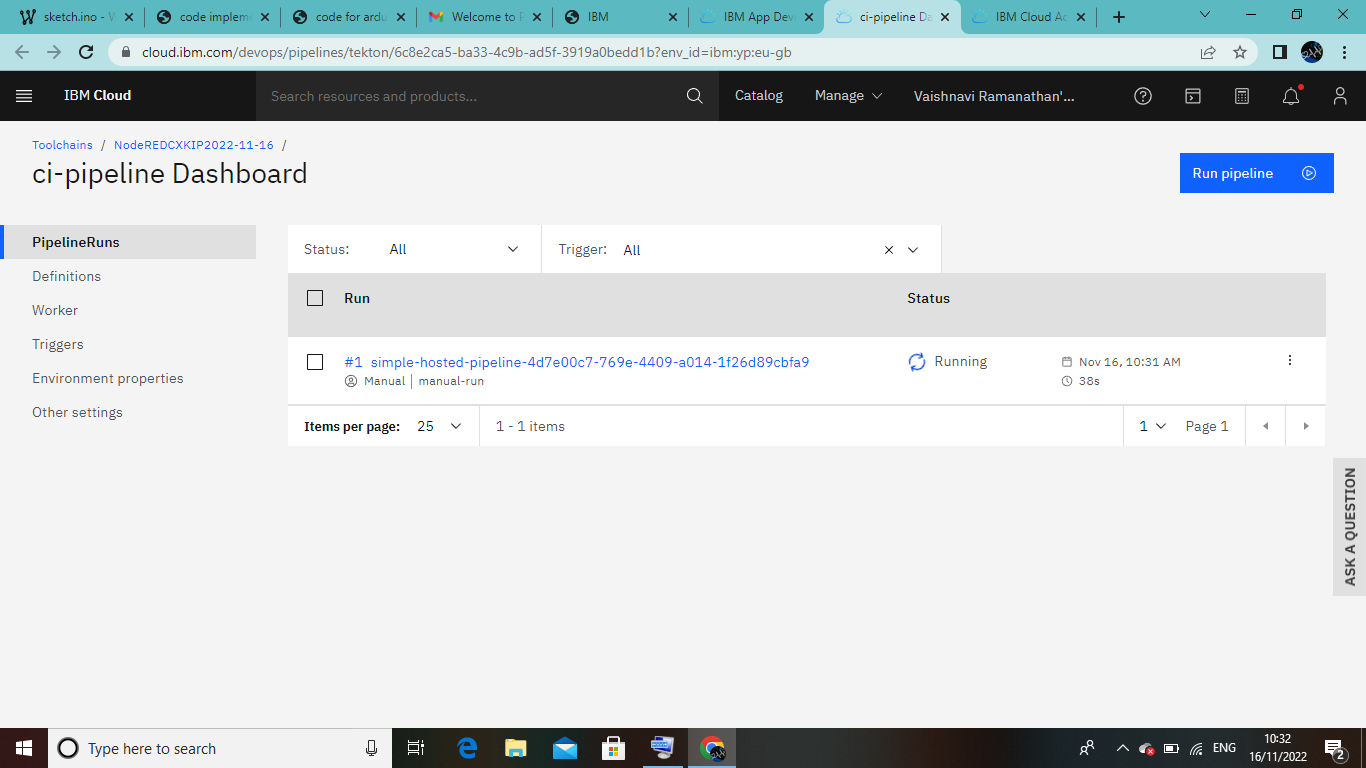 sketch.ino - W
code impleme
code for ardu
Welcome to
IBM
IBM App Dev
ci-pipeline Da
IBM Cloud Ac
cloud.ibm.com/devops/pipelines/tekton/6c8e2ca5-ba33-4c9b-ad5f-3919a0bedd1b?env_id=ibm:yp:eu-gb
IBM Cloud
Search resources and products...
Catalog
Manage
Vaishnavi Ramanathan'...
Toolchains / NodeREDCXKIP2022-11-16 /
ci-pipeline Dashboard
Run pipeline
PipelineRuns
Definitions
Worker
Triggers
Environment properties
Other settings
Status: All
Trigger: All
Run
Status
#1 simple-hosted-pipeline-4d7e00c7-769e-4409-a014-1f26d89cbfa9
Manual | manual-run
Running
Nov 16, 10:31 AM
38s
Items per page: 25
1 - 1 items
1
Page 1
ASK A QUESTION
Type here to search
ENG
10:32
16/11/2022
2